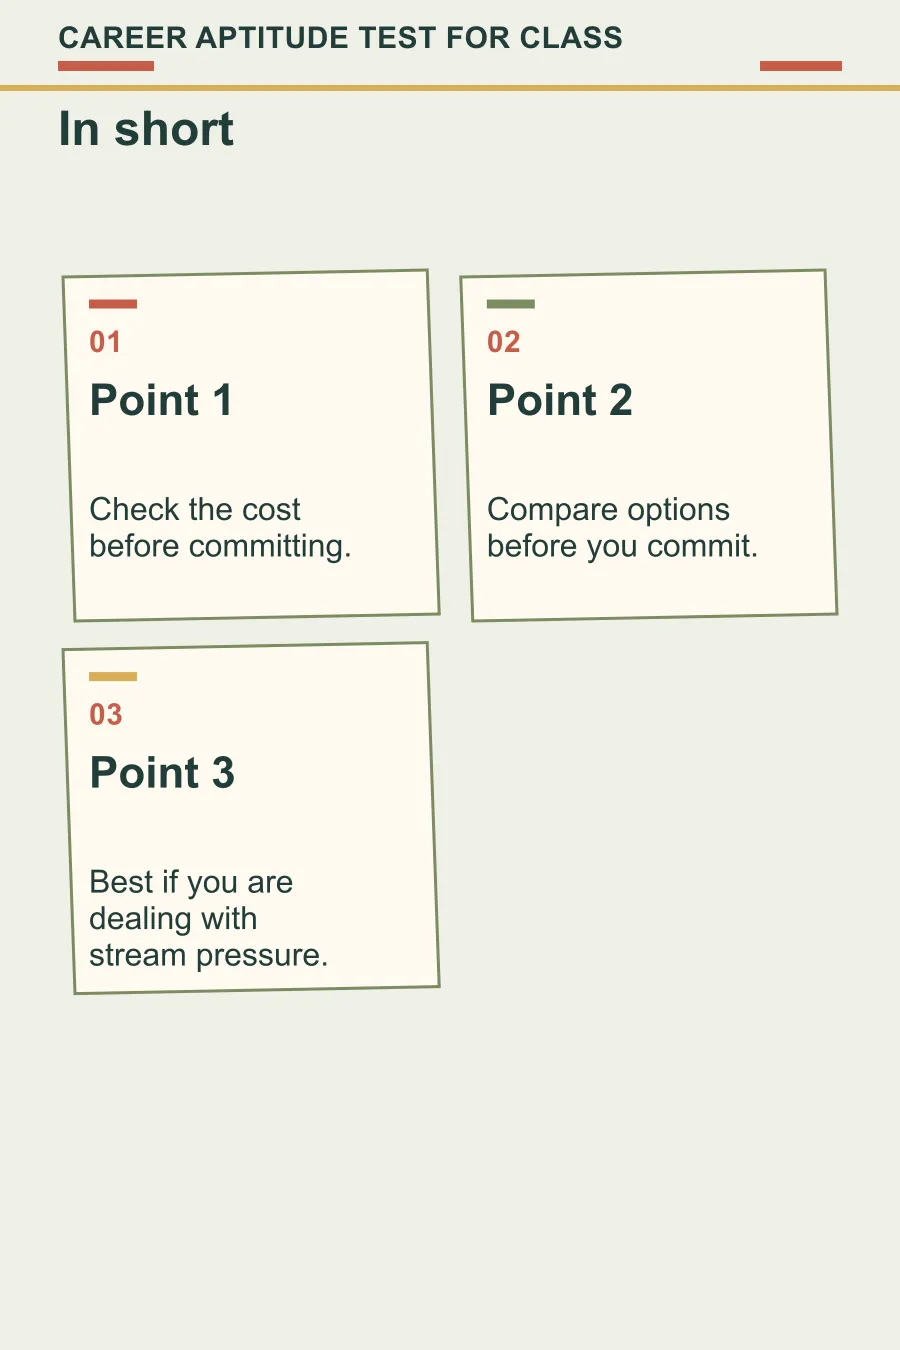 CAREER APTITUDE TEST FOR CLASS
In short
01
Point 1
Check the cost
before committing.
02
Point 2
Compare options
before you commit.
03
Point 3
Best if you are
dealing with
stream pressure.